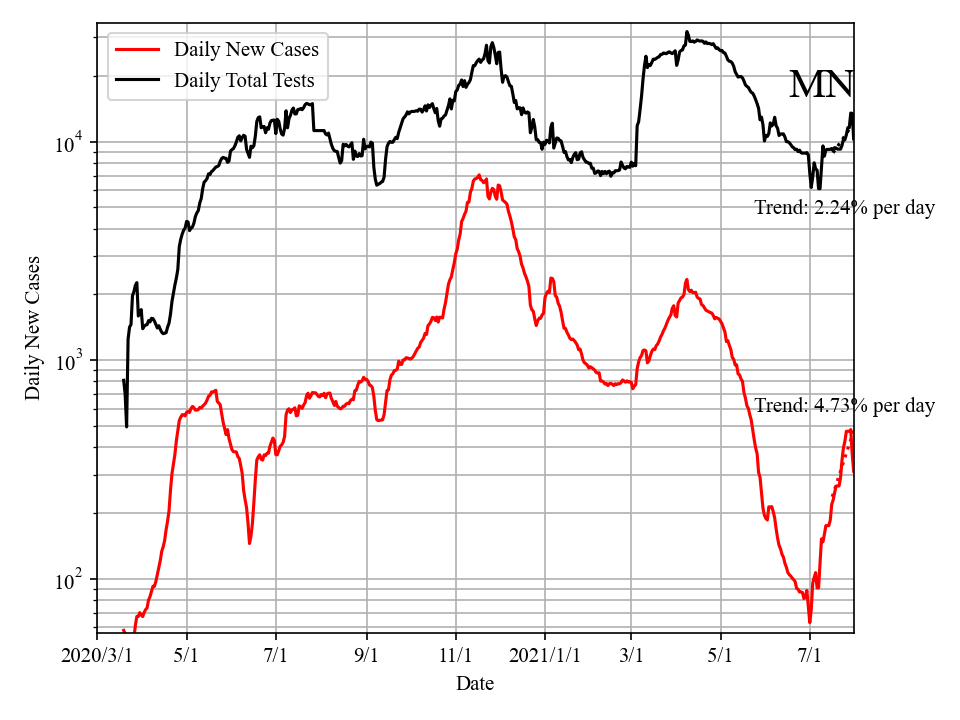 Daily New Cases
Daily Total Tests
MN
Trend: 2.24% per day
Trend: 4.73% per day
Daily New Cases
10^4
10^3
10^2
2020/3/1 5/1 7/1 9/1 11/1 2021/1/1 3/1 5/1 7/1
Date